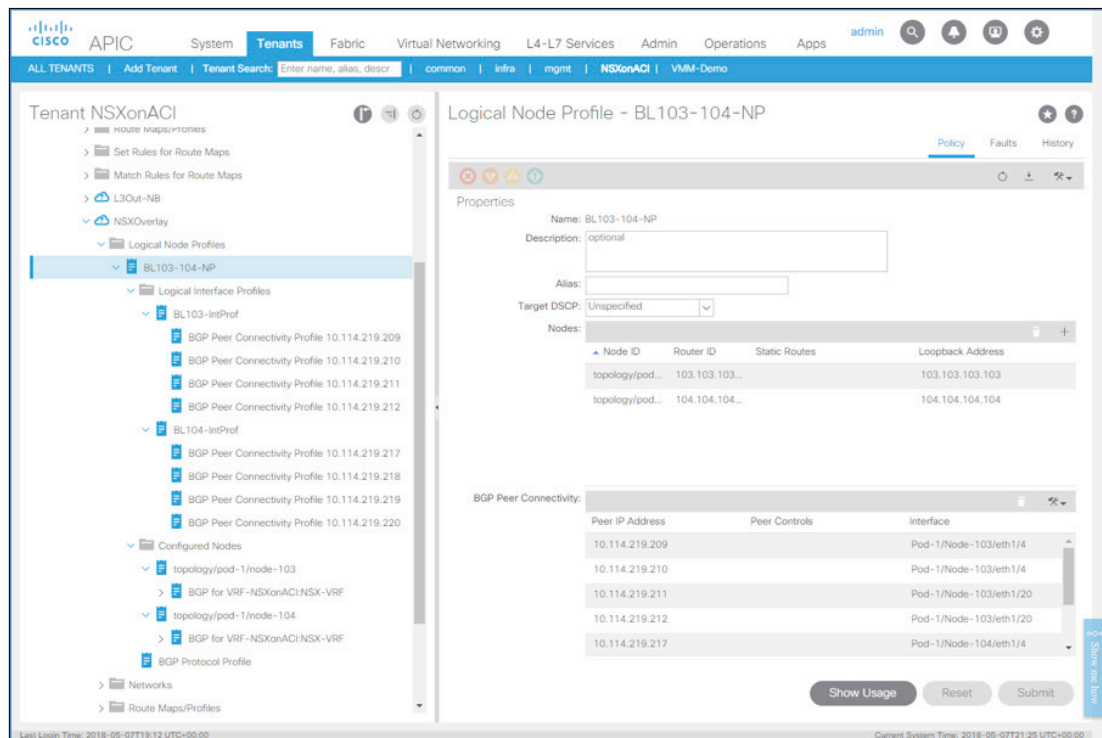 CISCO APIC
System Tenants Fabric Virtual Networking L4-L7 Services Admin Operations Apps admin
ALL TENANTS | Add Tenant | Tenant Search: Enter name, alias, descr | common | infra | mgmt | NSXonACI | VMM-Demo
Tenant NSXonACI
Route Maps/Profiles
Set Rules for Route Maps
Match Rules for Route Maps
L3Out-NB
NSXOverlay
Logical Node Profiles
BL103-104-NP
Logical Interface Profiles
BL103-IntProf
BGP Peer Connectivity Profile 10.114.219.209
BGP Peer Connectivity Profile 10.114.219.210
BGP Peer Connectivity Profile 10.114.219.211
BGP Peer Connectivity Profile 10.114.219.212
BL104-IntProf
BGP Peer Connectivity Profile 10.114.219.217
BGP Peer Connectivity Profile 10.114.219.218
BGP Peer Connectivity Profile 10.114.219.219
BGP Peer Connectivity Profile 10.114.219.220
Configured Nodes
topology/pod-1/node-103
BGP for VRF-NSXonACI:NSX-VRF
topology/pod-1/node-104
BGP for VRF-NSXonACI:NSX-VRF
BGP Protocol Profile
Networks
Route Maps/Profiles
Logical Node Profile - BL103-104-NP
Policy Faults History
Properties
Name: BL103-104-NP
Description: optional
Alias:
Target DSCP: Unspecified
Nodes:
Node ID Router ID Static Routes Loopback Address
topology/pod... 103.103.103... 103.103.103.103
topology/pod... 104.104.104... 104.104.104.104
BGP Peer Connectivity:
Peer IP Address Peer Controls Interface
10.114.219.209 Pod-1/Node-103/eth1/4
10.114.219.210 Pod-1/Node-103/eth1/4
10.114.219.211 Pod-1/Node-103/eth1/20
10.114.219.212 Pod-1/Node-103/eth1/20
10.114.219.217 Pod-1/Node-104/eth1/4
Show me how
Show Usage Reset Submit
Last Login Time: 2018-05-07T19:12 UTC+00:00 Current System Time: 2018-05-07T21:25 UTC+00:00